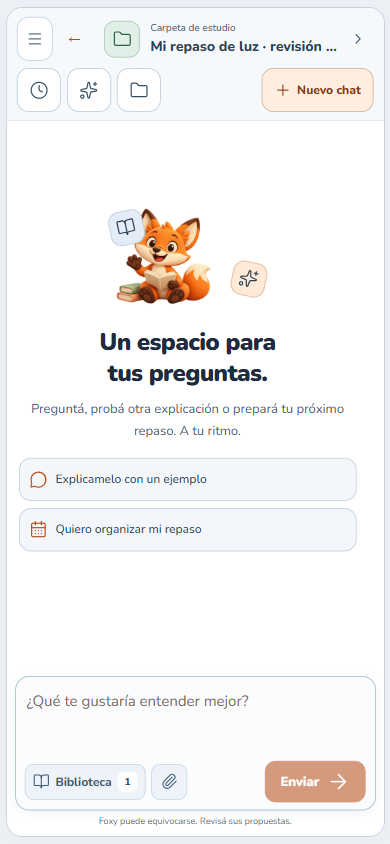 Carpeta de estudio
Mi repaso de luz · revisión ...
Nuevo chat
Un espacio para
tus preguntas.
Preguntá, probá otra explicación o prepará tu próximo
repaso. A tu ritmo.
Explicamelo con un ejemplo
Quiero organizar mi repaso
¿Qué te gustaría entender mejor?
Biblioteca 1
Enviar
Foxy puede equivocarse. Revisá sus propuestas.